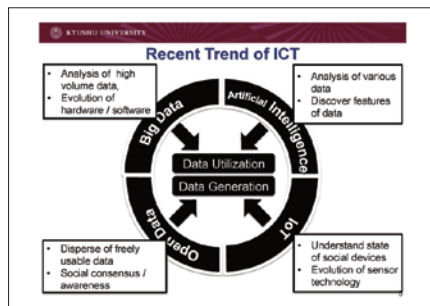 KYUSHU UNIVERSITY
Recent Trend of ICT
• Analysis of high
volume data,
• Evolution of
hardware / software
• Analysis of various
data
• Discover features
of data
Big Data
Artificial Intelligence
Data Utilization
Data Generation
Open Data
IoT
• Disperse of freely
usable data
• Social consensus /
awareness
• Understand state
of social devices
• Evolution of sensor
technology